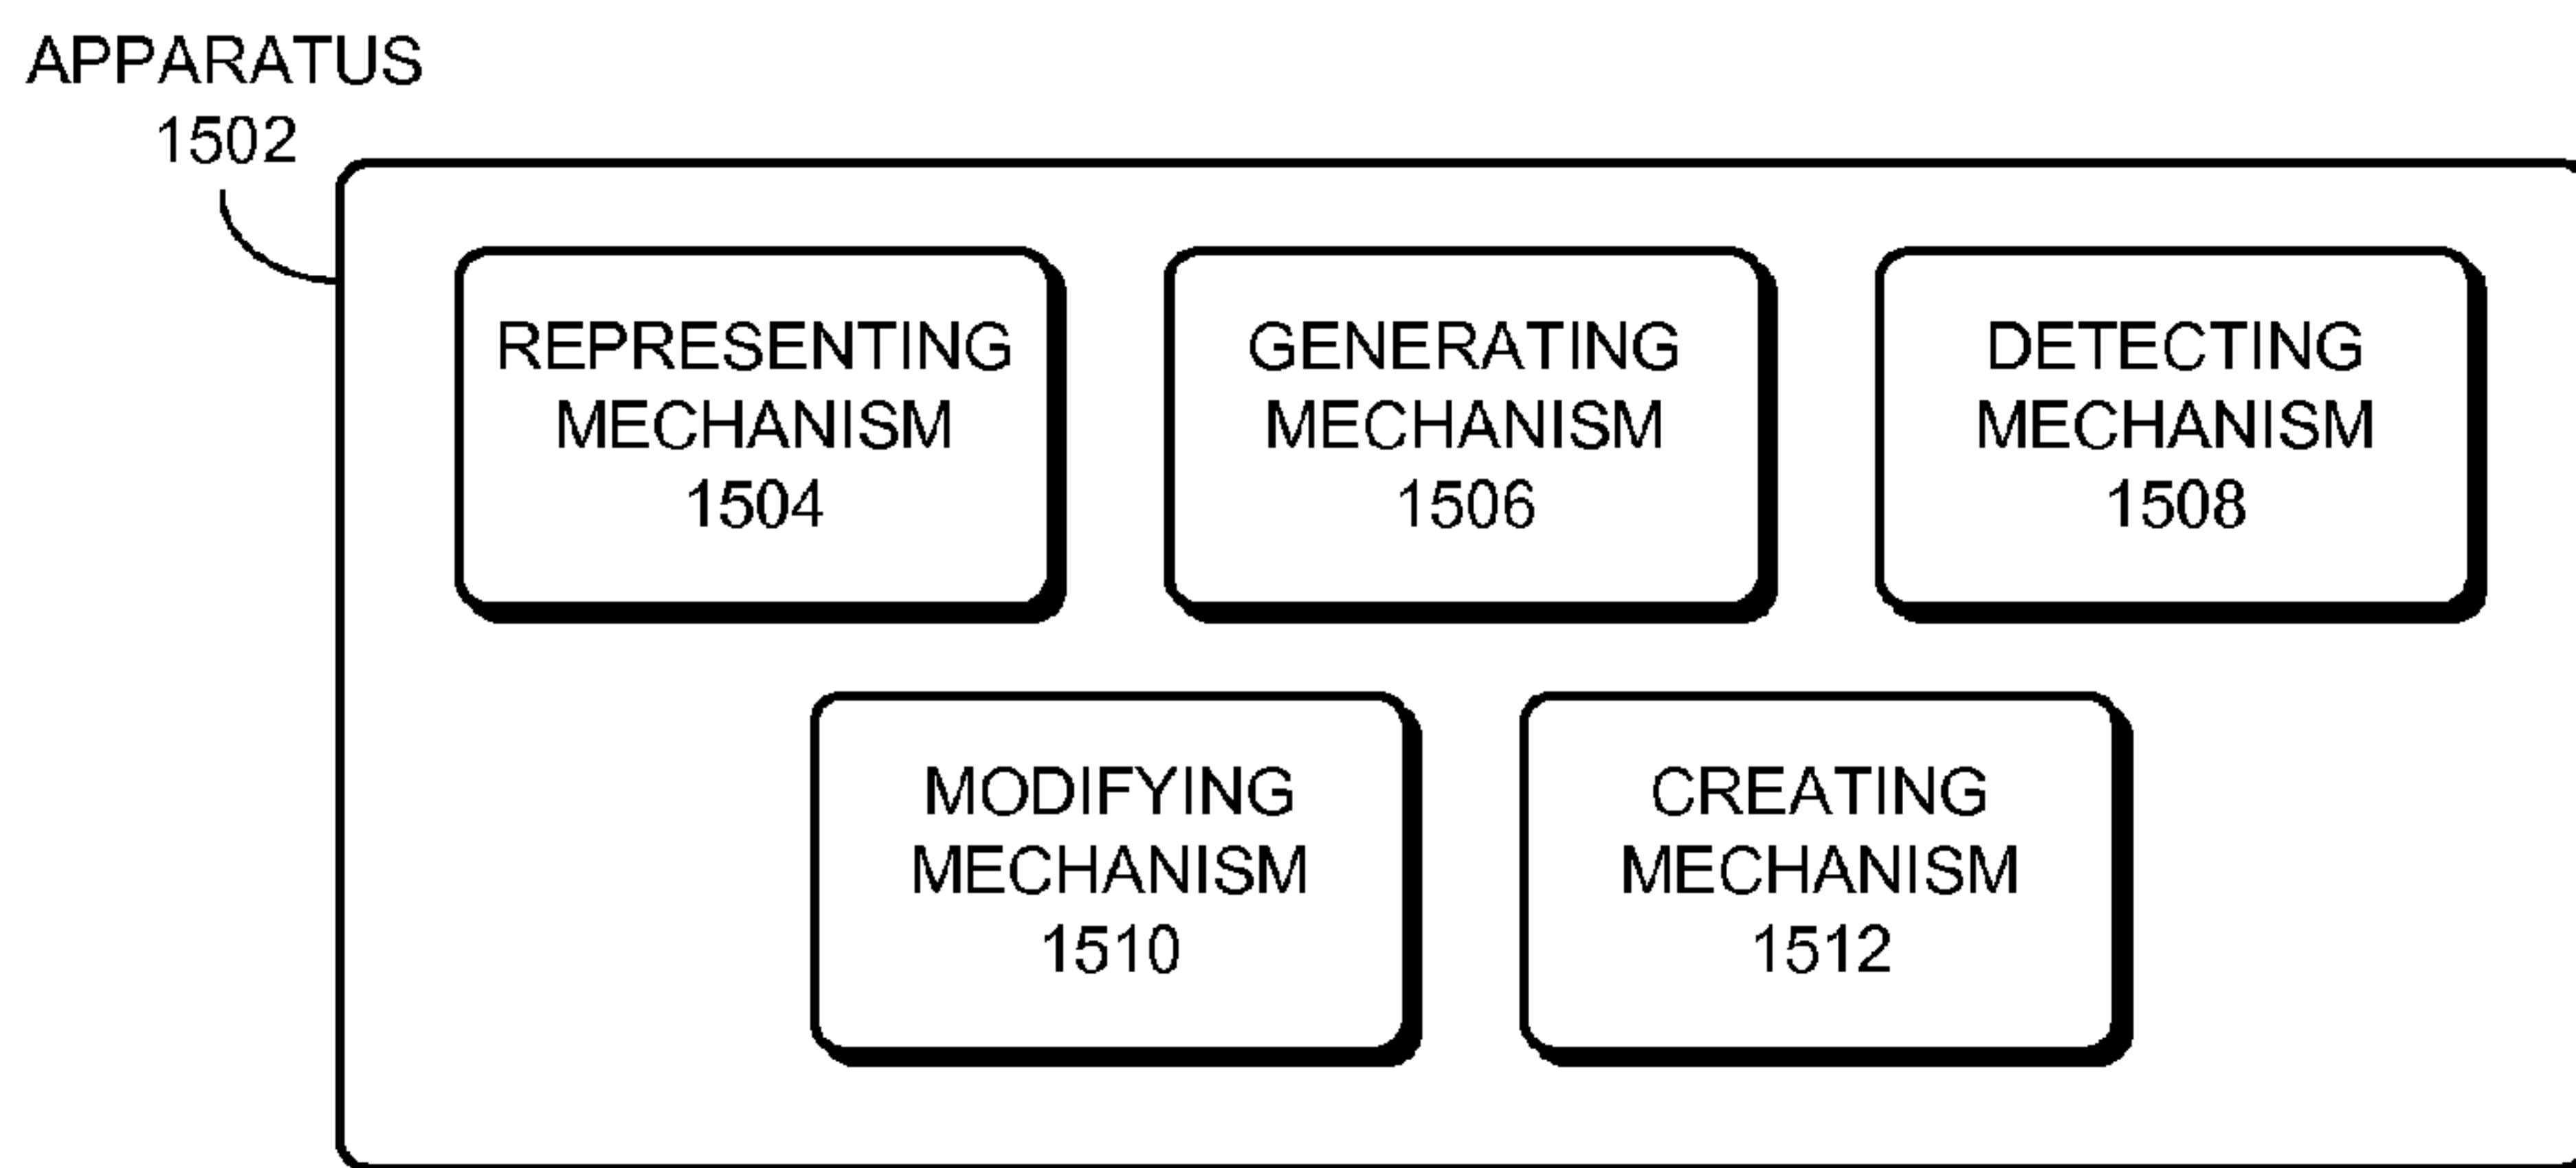 APPARATUS
1502
REPRESENTING
MECHANISM
1504
GENERATING
MECHANISM
1506
DETECTING
MECHANISM
1508
MODIFYING
MECHANISM
1510
CREATING
MECHANISM
1512